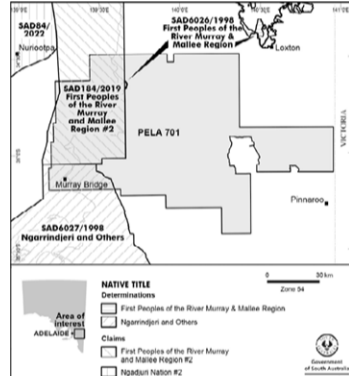 SAD84/
2022
Nuriootpa
SAD6026/1998
First Peoples of the
River Murray &
Mallee Region
Loxton
SAD184/2019
First Peoples
of the River
Murray
and Mallee
Region #2
PELA 701
VICTORIA
Murray Bridge
Pinnaroo
SAD6027/1998
Ngarrindjeri and Others
0 30 km
Zone 54
NATIVE TITLE
Determinations
First Peoples of the River Murray & Mallee Region
Ngarrindjeri and Others
Claims
First Peoples of the River Murray
and Mallee Region #2
Ngadjuri Nation #2
Area of
interest
ADELAIDE
Government
of South Australia